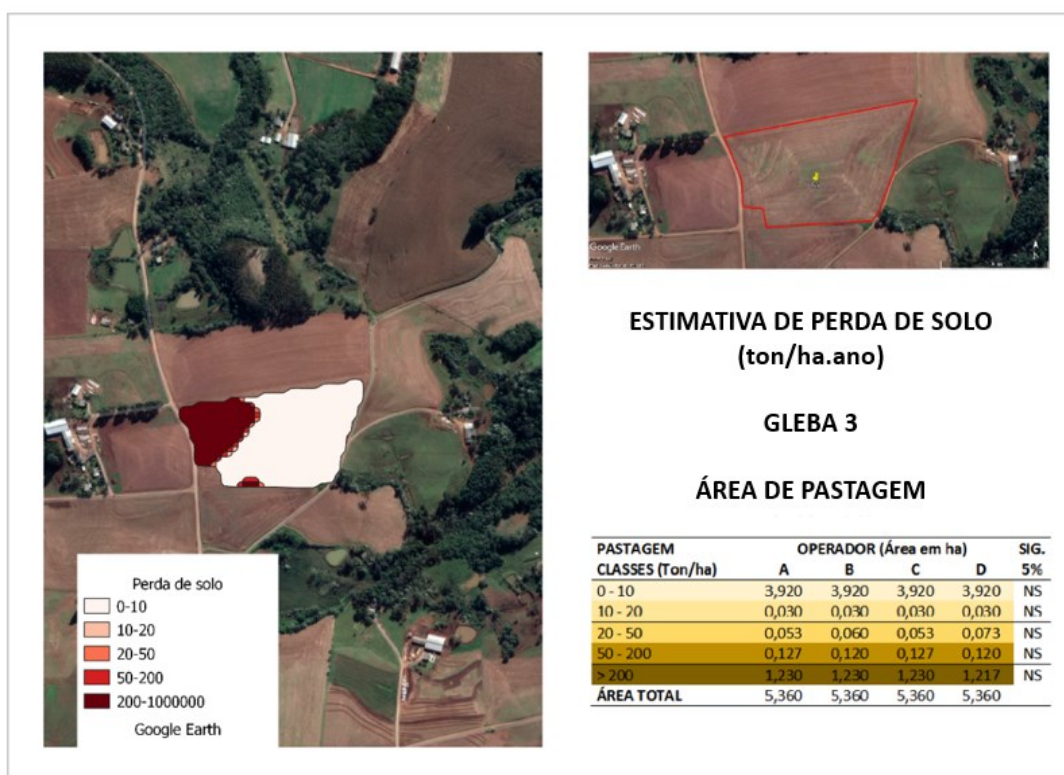 Google Earth
ESTIMATIVA DE PERDA DE SOLO
(ton/ha.ano)
GLEBA 3
ÁREA DE PASTAGEM
PASTAGEM OPERADOR (Área em ha) SIG.
CLASSES (Ton/ha) A B C D 5%
0 - 10 3,920 3,920 3,920 3,920 NS
10 - 20 0,030 0,030 0,030 0,030 NS
20 - 50 0,053 0,060 0,053 0,073 NS
50 - 200 0,127 0,120 0,127 0,120 NS
> 200 1,230 1,230 1,230 1,217 NS
ÁREA TOTAL 5,360 5,360 5,360 5,360
Perda de solo
0-10
10-20
20-50
50-200
200-1000000
Google Earth